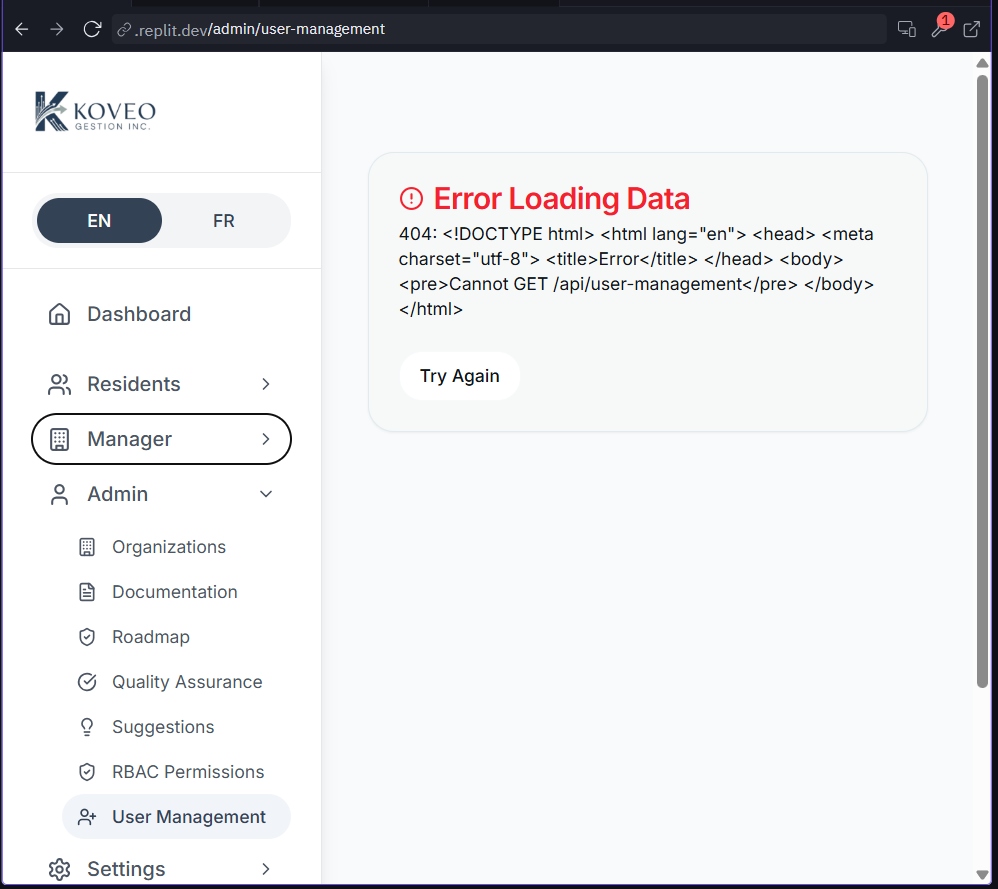 .replit.dev/admin/user-management
1
KOVEO
GESTION INC.
EN
FR
Dashboard
Residents
Manager
Admin
Organizations
Documentation
Roadmap
Quality Assurance
Suggestions
RBAC Permissions
User Management
Settings
Error Loading Data
404: <!DOCTYPE html> <html lang="en"> <head> <meta
charset="utf-8"> <title>Error</title> </head> <body>
<pre>Cannot GET /api/user-management</pre> </body>
</html>
Try Again